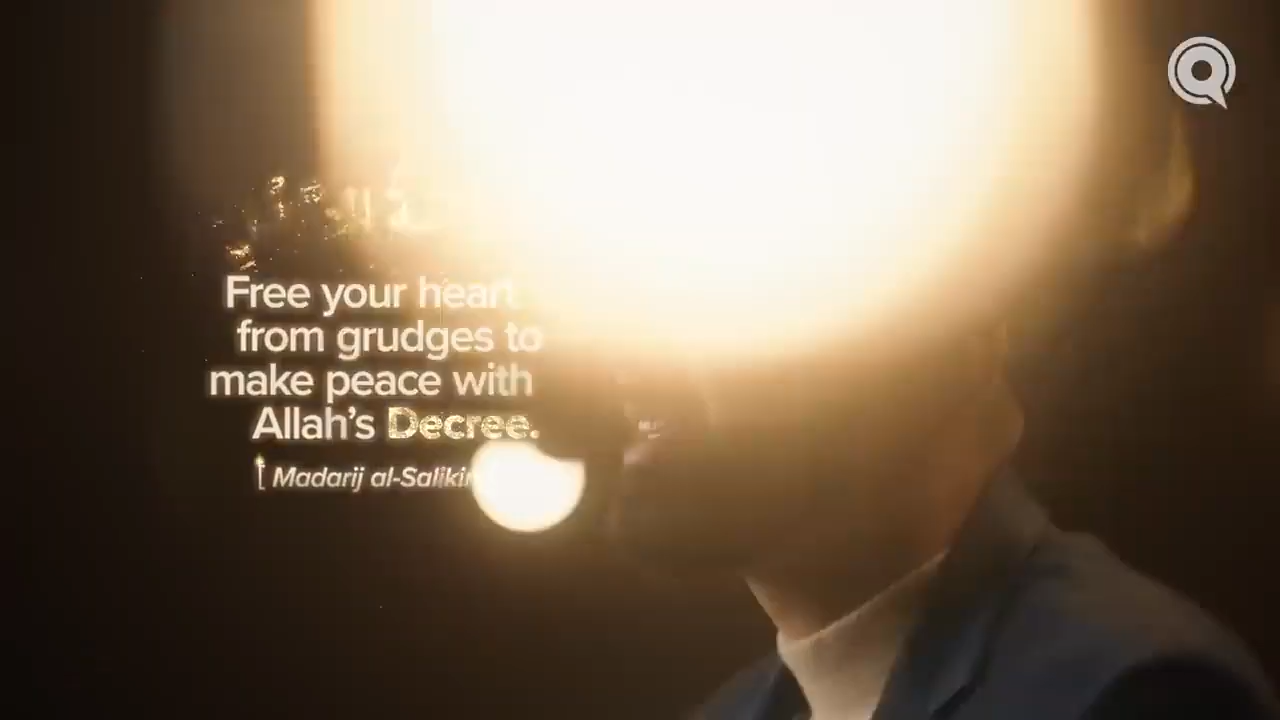 Free your heart
from grudges to
make peace with
Allah's Decree.
Madarij al-Salikin